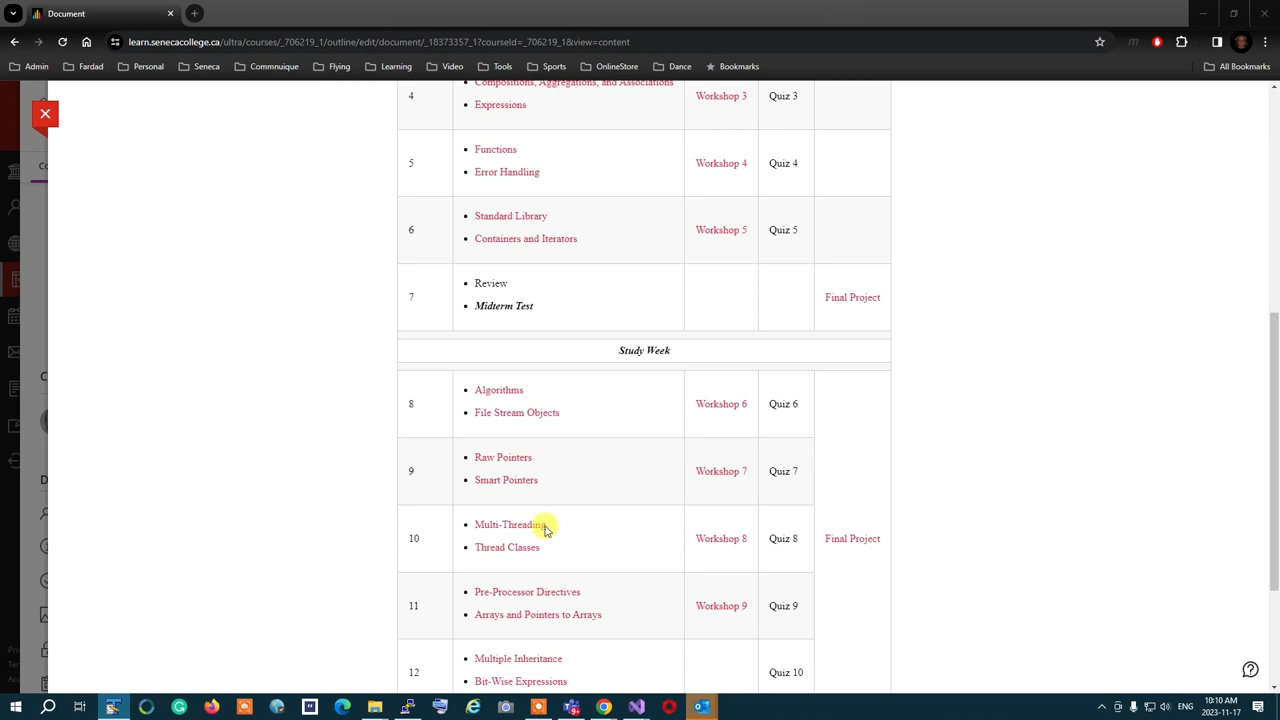 Document
learn.senecacollege.ca/ultra/courses/_706219_1/outline/edit/document/_18373357_1?courseId=_706219_1&view=content
Admin Fardad Personal Seneca Commnuique Flying Learning Video Tools Sports OnlineStore Dance Bookmarks All Bookmarks
Compositions, Aggregations, and Associations
4 Expressions Workshop 3 Quiz 3
Functions
5 Error Handling Workshop 4 Quiz 4
Standard Library
6 Containers and Iterators Workshop 5 Quiz 5
Review
7 Midterm Test Final Project
Study Week
Algorithms
8 File Stream Objects Workshop 6 Quiz 6
Raw Pointers
9 Smart Pointers Workshop 7 Quiz 7
Multi-Threading
10 Thread Classes Workshop 8 Quiz 8 Final Project
Pre-Processor Directives
11 Arrays and Pointers to Arrays Workshop 9 Quiz 9
Multiple Inheritance
12 Bit-Wise Expressions Quiz 10
ENG
10:10 AM
2023-11-17